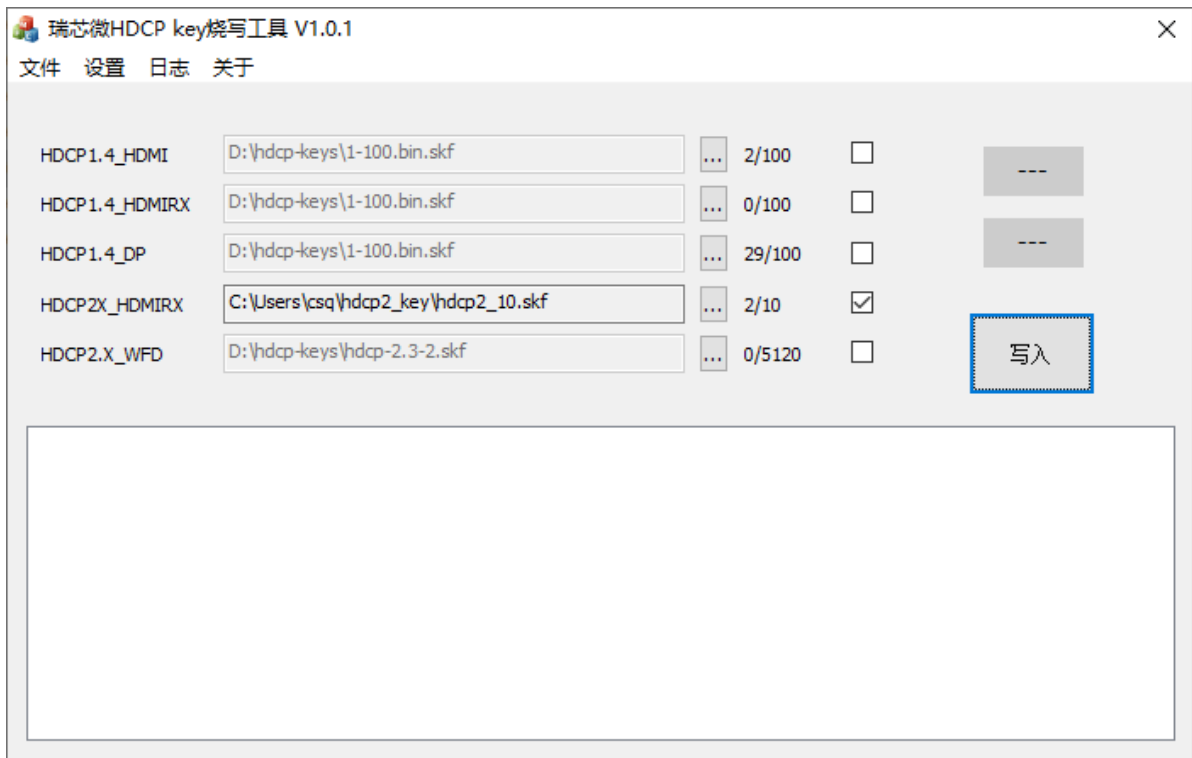 瑞芯微HDCP key烧写工具 V1.0.1
文件 设置 日志 关于
HDCP1.4_HDMI D:\hdcp-keys\1-100.bin.skf ... 2/100
---
HDCP1.4_HDMIRX D:\hdcp-keys\1-100.bin.skf ... 0/100
HDCP1.4_DP D:\hdcp-keys\1-100.bin.skf ... 29/100
---
HDCP2X_HDMIRX C:\Users\csq\hdcp2_key\hdcp2_10.skf ... 2/10
HDCP2.X_WFD D:\hdcp-keys\hdcp-2.3-2.skf ... 0/5120
写入